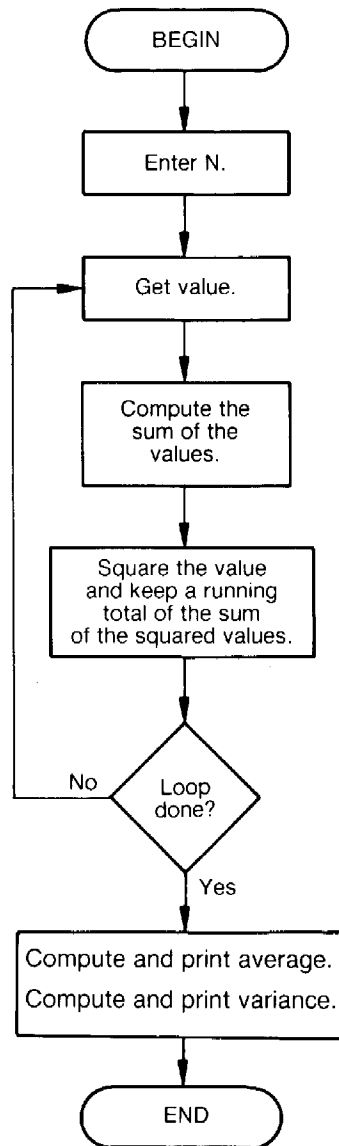 BEGIN
Enter N.
Get value.
Compute the
sum of the
values.
Square the value
and keep a running
total of the sum
of the squared values.
No
Loop
done?
Yes
Compute and print average.
Compute and print variance.
END